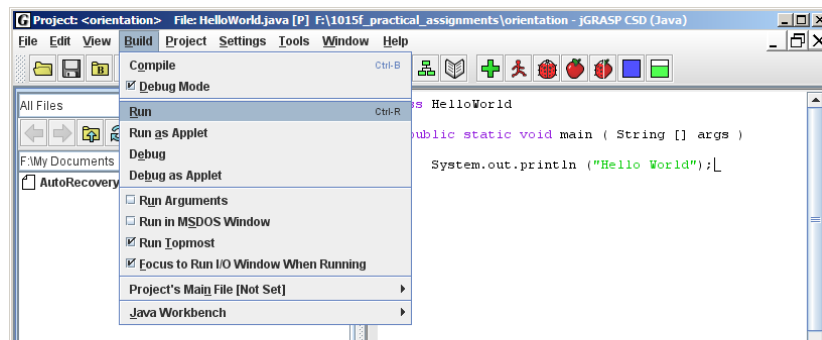 Project: <orientation> File: HelloWorld.java [P] F:\1015f_practical_assignments\orientation - jGRASP CSD (Java)
File Edit View Build Project Settings Tools Window Help
Compile Ctrl-B
Debug Mode
All Files
Run Ctrl-R
ss HelloWorld
Run as Applet
public static void main ( String [] args )
Debug
F:\My Documents
Debug as Applet
System.out.println ("Hello World");
AutoRecovery
Run Arguments
Run in MSDOS Window
Run Topmost
Focus to Run I/O Window When Running
Project's Main File [Not Set]
Java Workbench